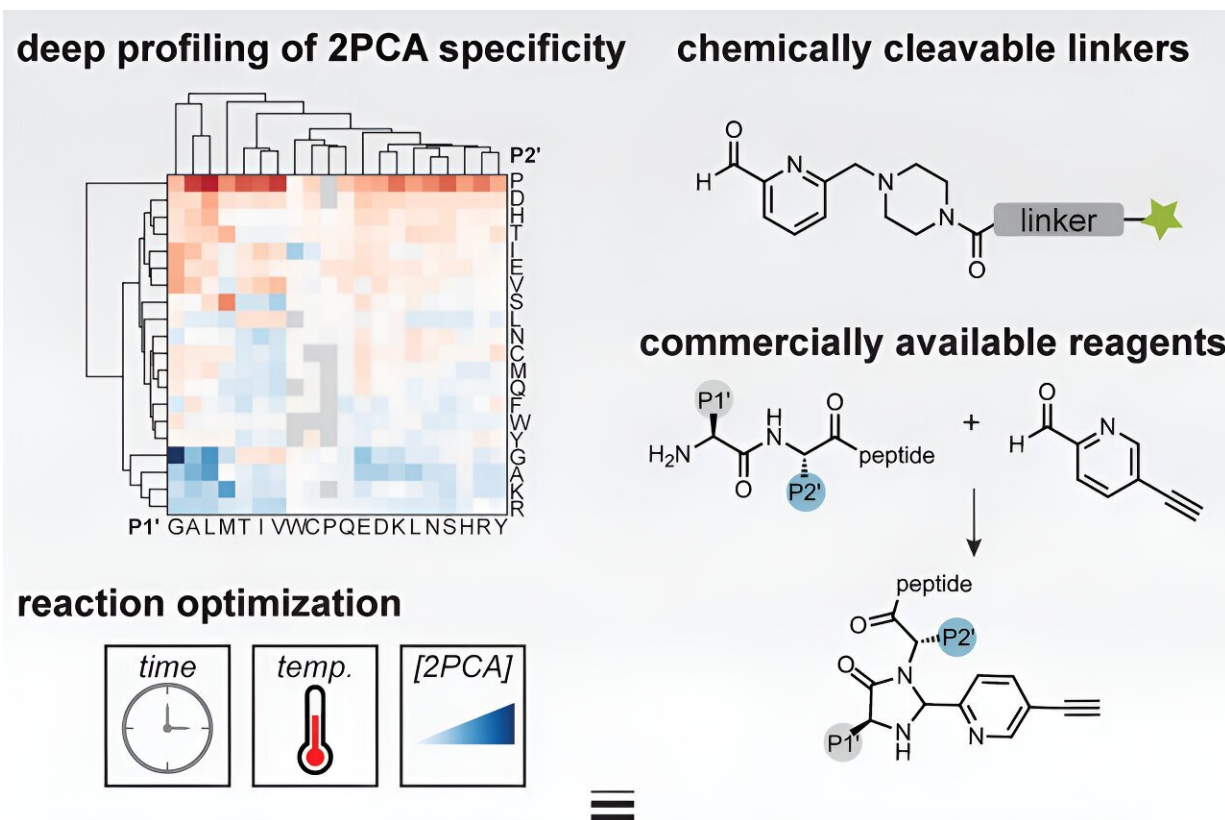 deep profiling of 2PCA specificity
P2'
P
D
H
T
I
E
V
S
L
N
C
M
Q
F
W
Y
G
A
K
R
P1' GALMTIVWCPQEDKLNSHRY
reaction optimization
time
temp.
[2PCA]
chemically cleavable linkers
O
H
N
N
N
O
linker
commercially available reagents
P1'
H
N
O
H2N
O
P2'
peptide
+
O
H
N
peptide
O
P2'
O
N
P1'
N
H
N